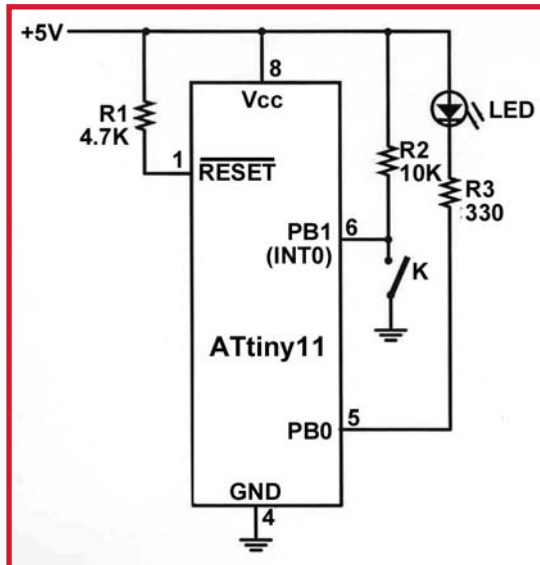 +5V
8
Vcc
R1
4.7K
1
RESET
R2
10K
LED
R3
330
PB1
(INT0)
6
K
ATtiny11
PB0
5
GND
4